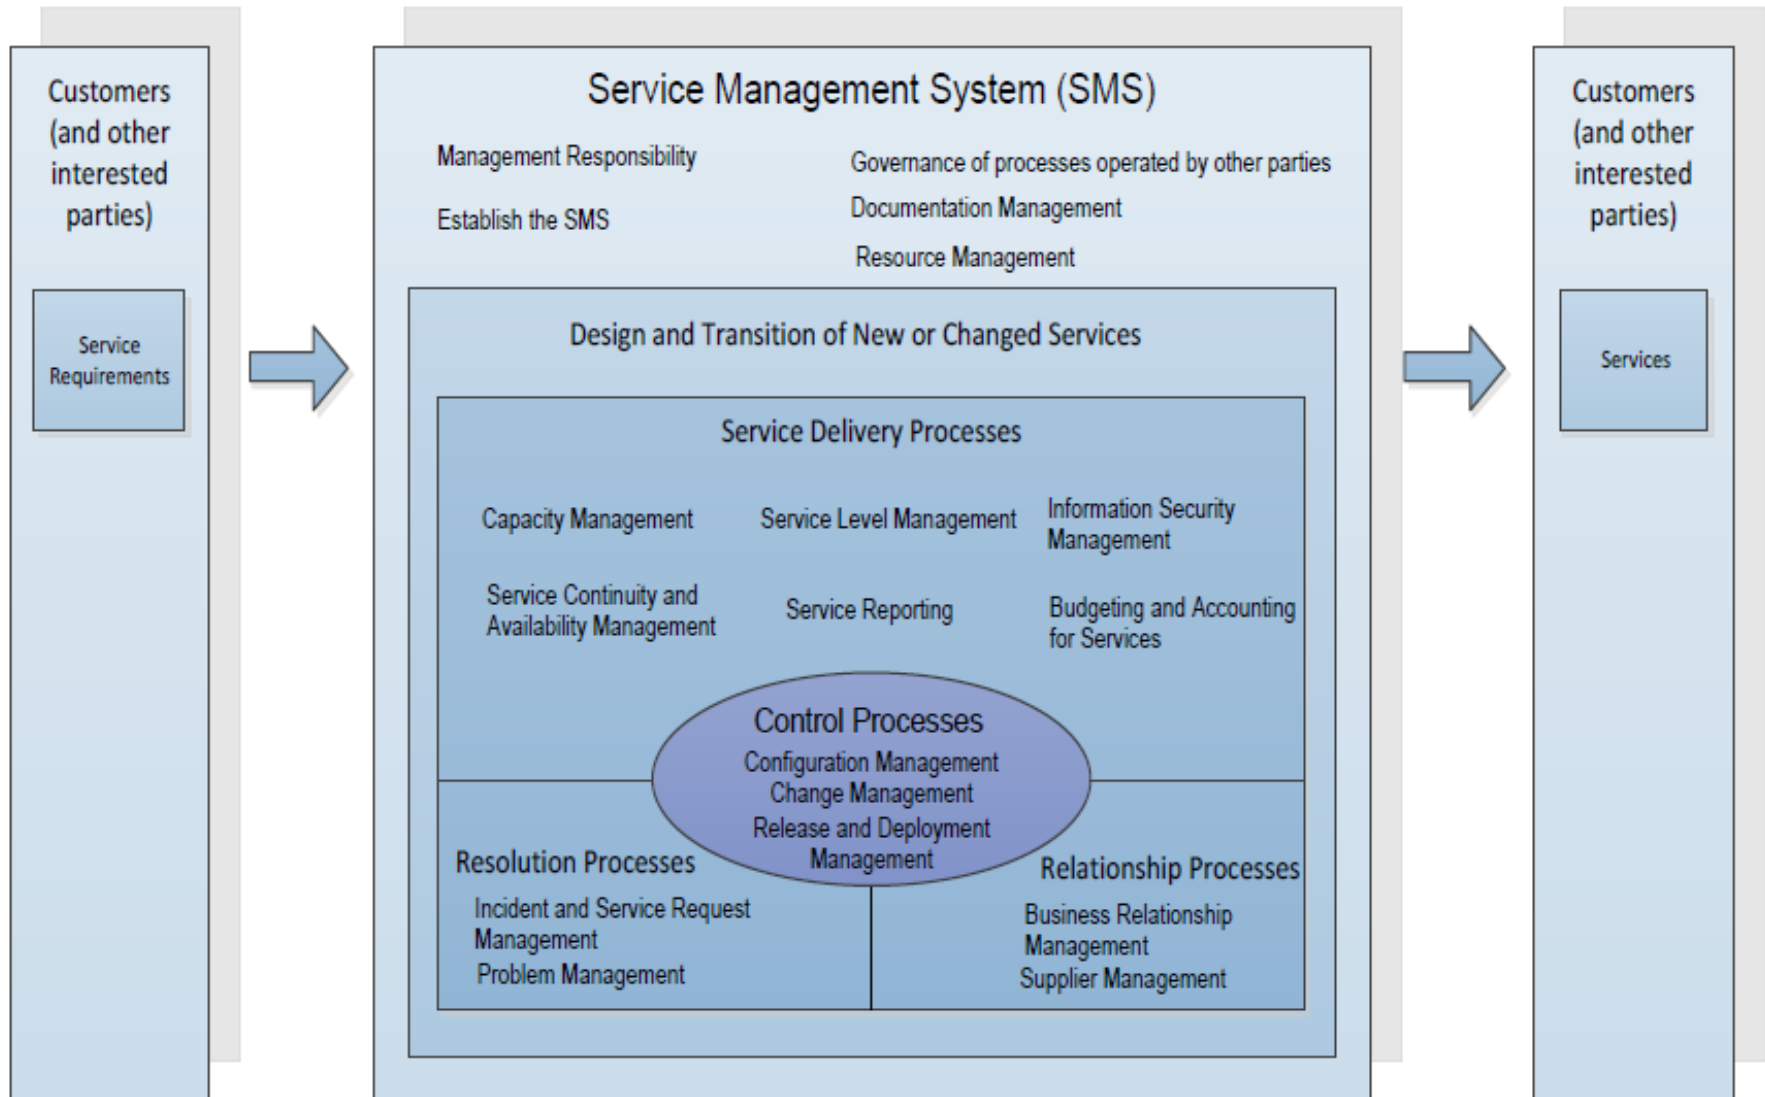 Customers
(and other
interested
parties)
Service
Requirements
Service Management System (SMS)
Management Responsibility
Establish the SMS
Governance of processes operated by other parties
Documentation Management
Resource Management
Design and Transition of New or Changed Services
Service Delivery Processes
Capacity Management
Service Level Management
Information Security
Management
Service Continuity and
Availability Management
Service Reporting
Budgeting and Accounting
for Services
Control Processes
Configuration Management
Change Management
Release and Deployment
Management
Resolution Processes
Incident and Service Request
Management
Problem Management
Relationship Processes
Business Relationship
Management
Supplier Management
Customers
(and other
interested
parties)
Services